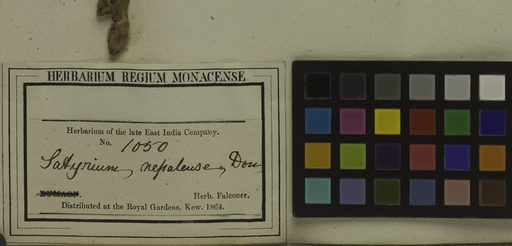 HERBARIUM REGIUM MONACENSE
Herbarium of the late East India Company.
No. 1050
Satyrium nepalense, Don
Herb. Falconer.
Distributed at the Royal Gardens, Kew. 1864.